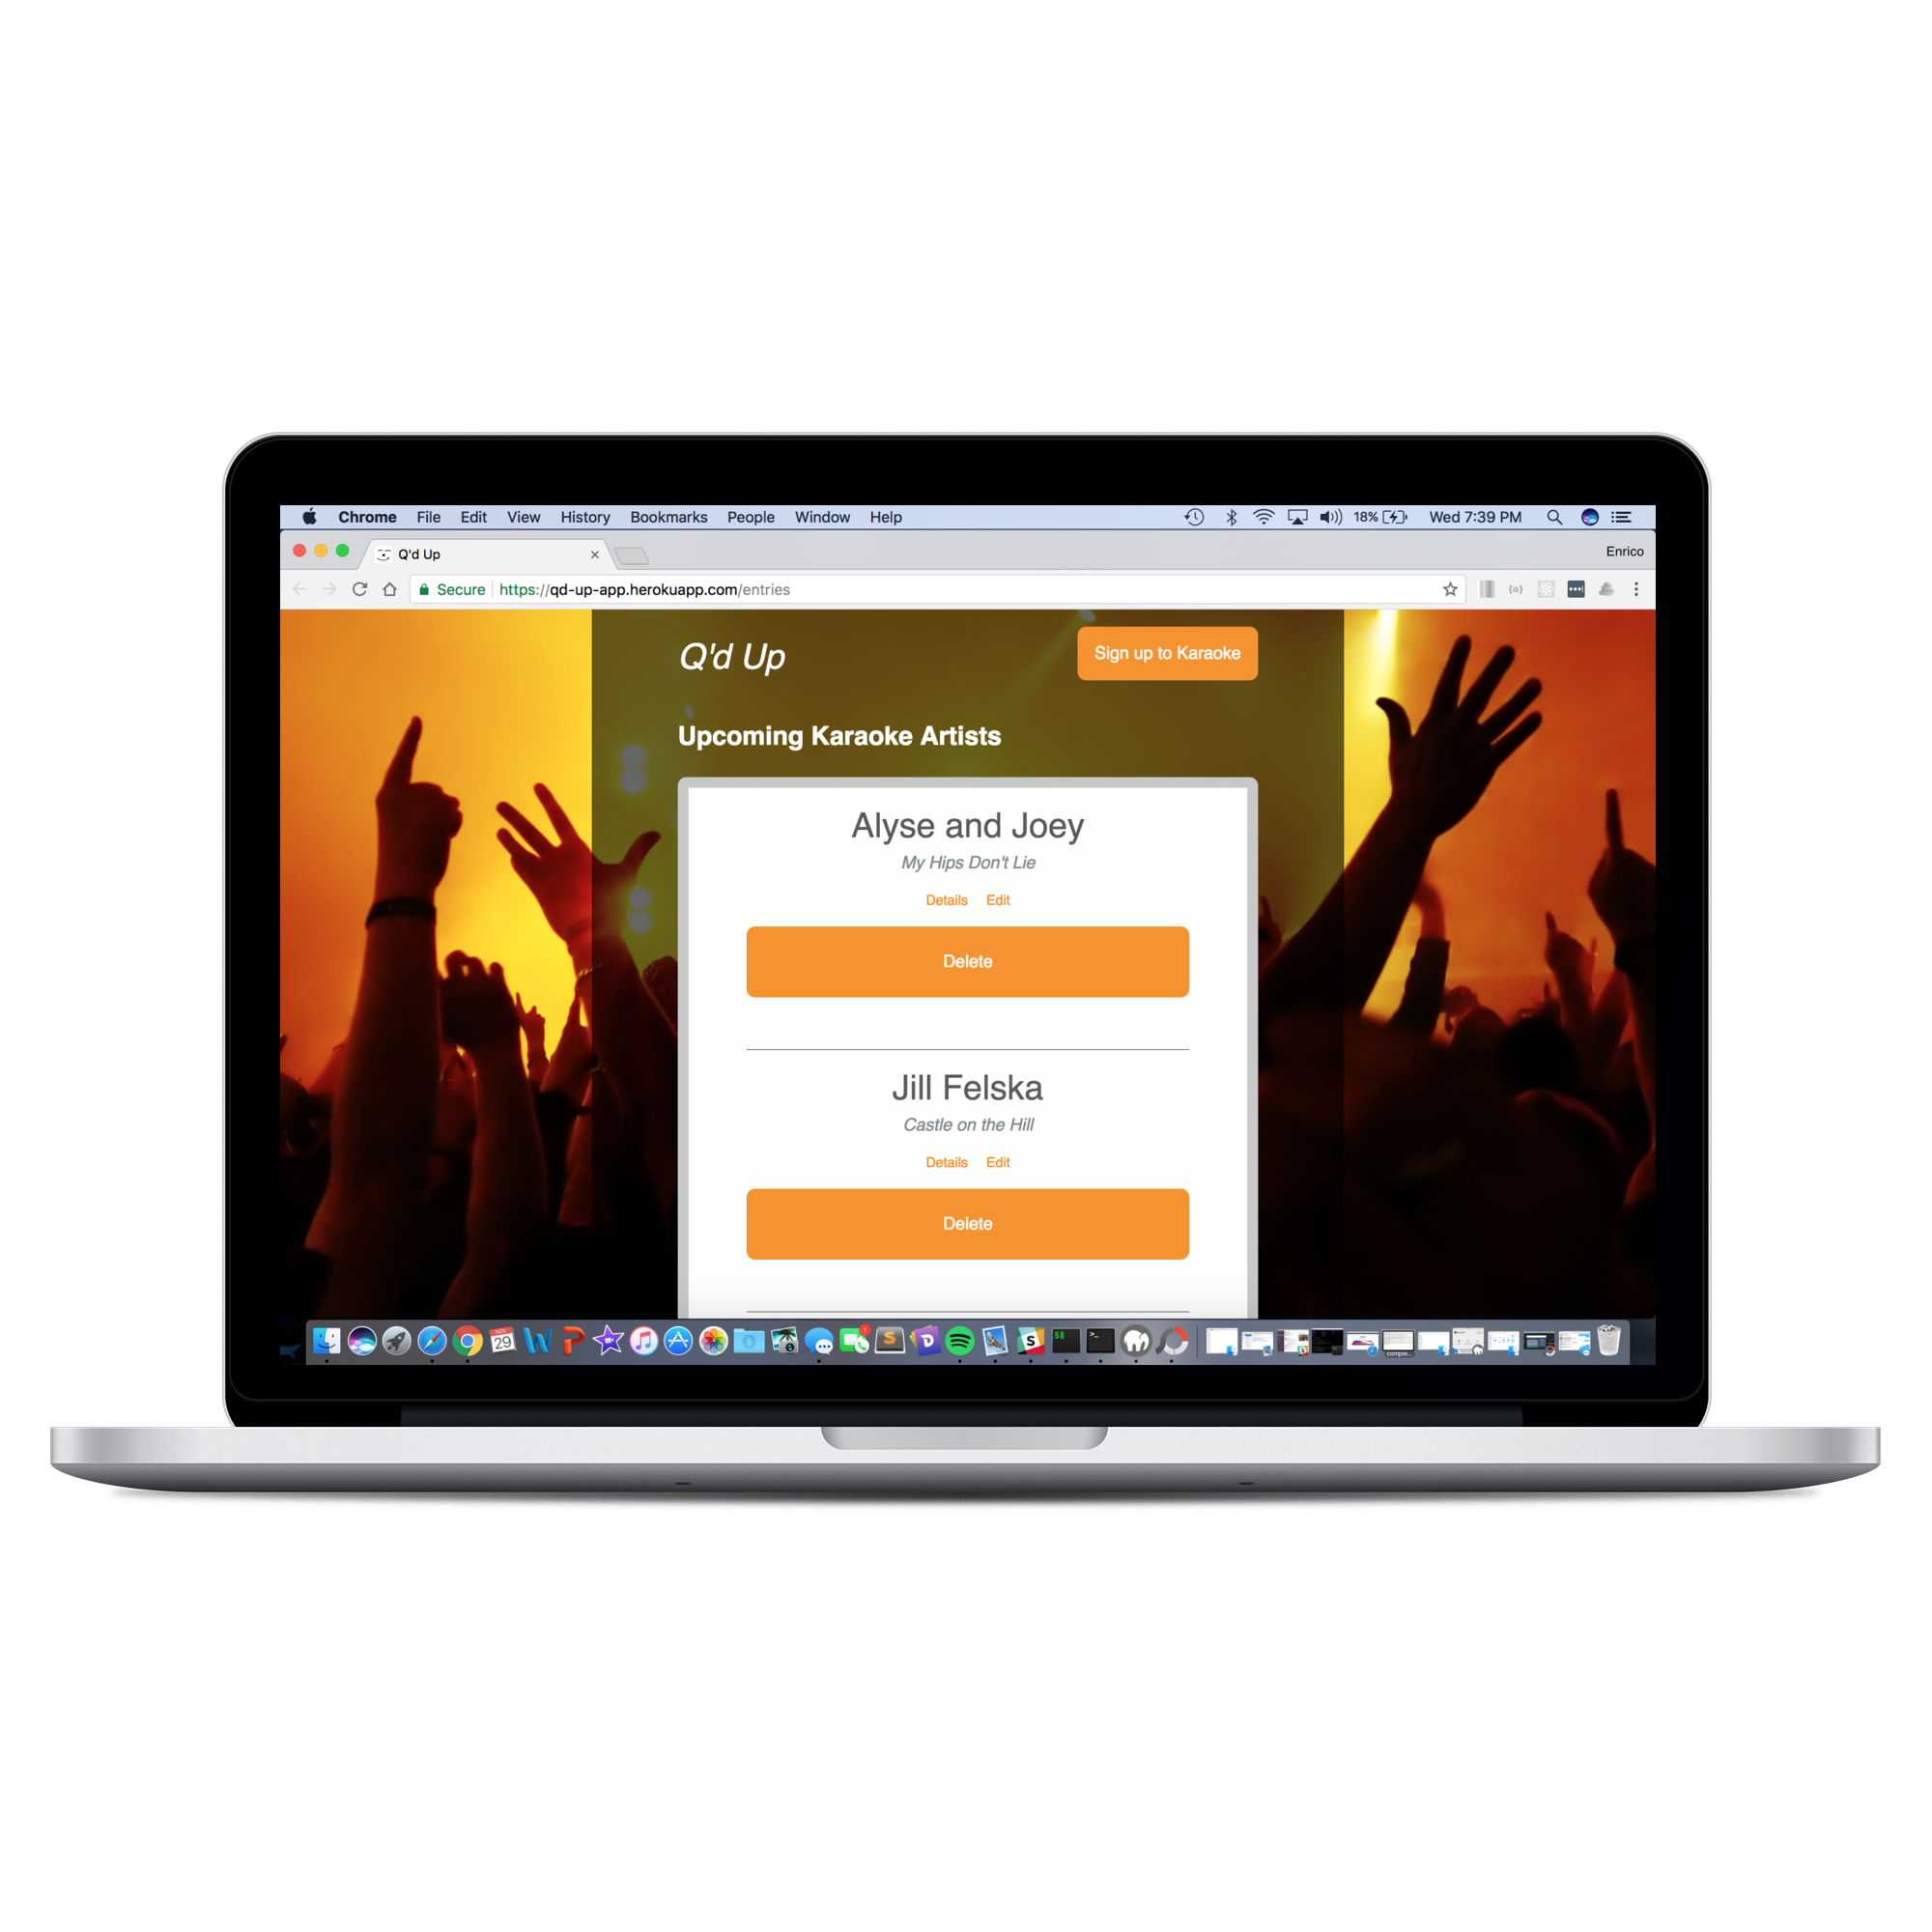 Chrome File Edit View History Bookmarks People Window Help 18% Wed 7:39 PM
Q'd Up Enrico
Secure https://qd-up-app.herokuapp.com/entries
Q'd Up Sign up to Karaoke
Upcoming Karaoke Artists
Alyse and Joey
My Hips Don't Lie
Details Edit
Delete
Jill Felska
Castle on the Hill
Details Edit
Delete
NOV
29
1